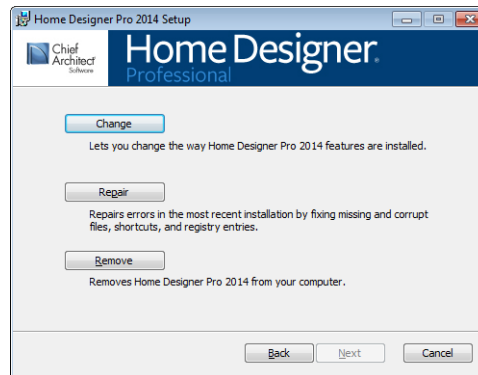 Home Designer Pro 2014 Setup
Chief
Architect
Software
Home Designer.
Professional
Change
Lets you change the way Home Designer Pro 2014 features are installed.
Repair
Repairs errors in the most recent installation by fixing missing and corrupt
files, shortcuts, and registry entries.
Remove
Removes Home Designer Pro 2014 from your computer.
Back Next Cancel